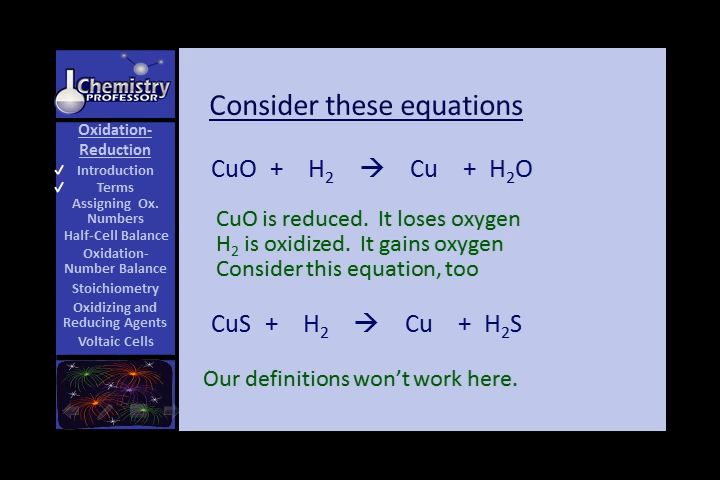 Chemistry
PROFESSOR
Oxidation-
Reduction
✓ Introduction
✓ Terms
Assigning Ox.
Numbers
Half-Cell Balance
Oxidation-
Number Balance
Stoichiometry
Oxidizing and
Reducing Agents
Voltaic Cells
Consider these equations
CuO + H₂ → Cu + H₂O
CuO is reduced. It loses oxygen
H₂ is oxidized. It gains oxygen
Consider this equation, too
CuS + H₂ → Cu + H₂S
Our definitions won't work here.